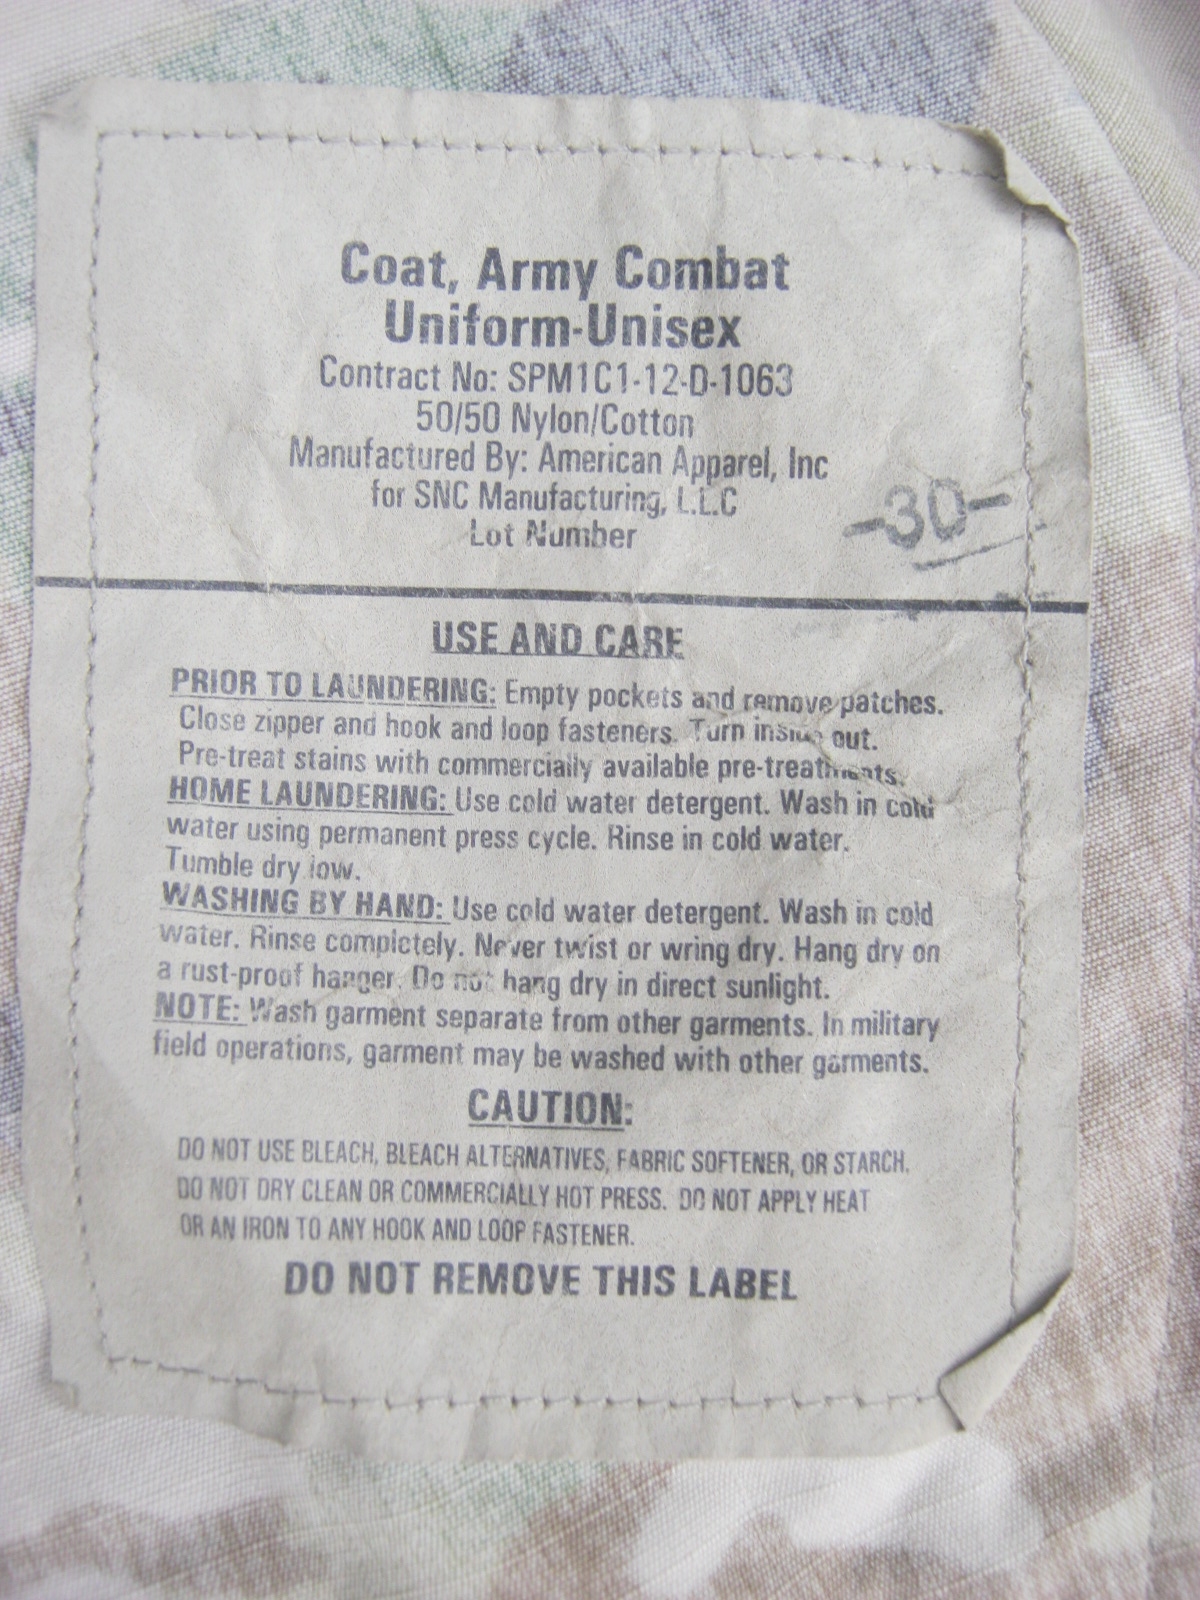 Coat, Army Combat
Uniform-Unisex
Contract No: SPM1C1-12-D-1063
50/50 Nylon/Cotton
Manufactured By: American Apparel, Inc
for SNC Manufacturing, L.L.C
Lot Number
-30-
USE AND CARE
PRIOR TO LAUNDERING: Empty pockets and remove patches.
Close zipper and hook and loop fasteners. Turn inside out.
Pre-treat stains with commercially available pre-treatments.
HOME LAUNDERING: Use cold water detergent. Wash in cold
water using permanent press cycle. Rinse in cold water.
Tumble dry low.
WASHING BY HAND: Use cold water detergent. Wash in cold
water. Rinse completely. Never twist or wring dry. Hang dry on
a rust-proof hanger. Do not hang dry in direct sunlight.
NOTE: Wash garment separate from other garments. In military
field operations, garment may be washed with other garments.
CAUTION:
DO NOT USE BLEACH, BLEACH ALTERNATIVES, FABRIC SOFTENER, OR STARCH.
DO NOT DRY CLEAN OR COMMERCIALLY HOT PRESS. DO NOT APPLY HEAT
OR AN IRON TO ANY HOOK AND LOOP FASTENER.
DO NOT REMOVE THIS LABEL